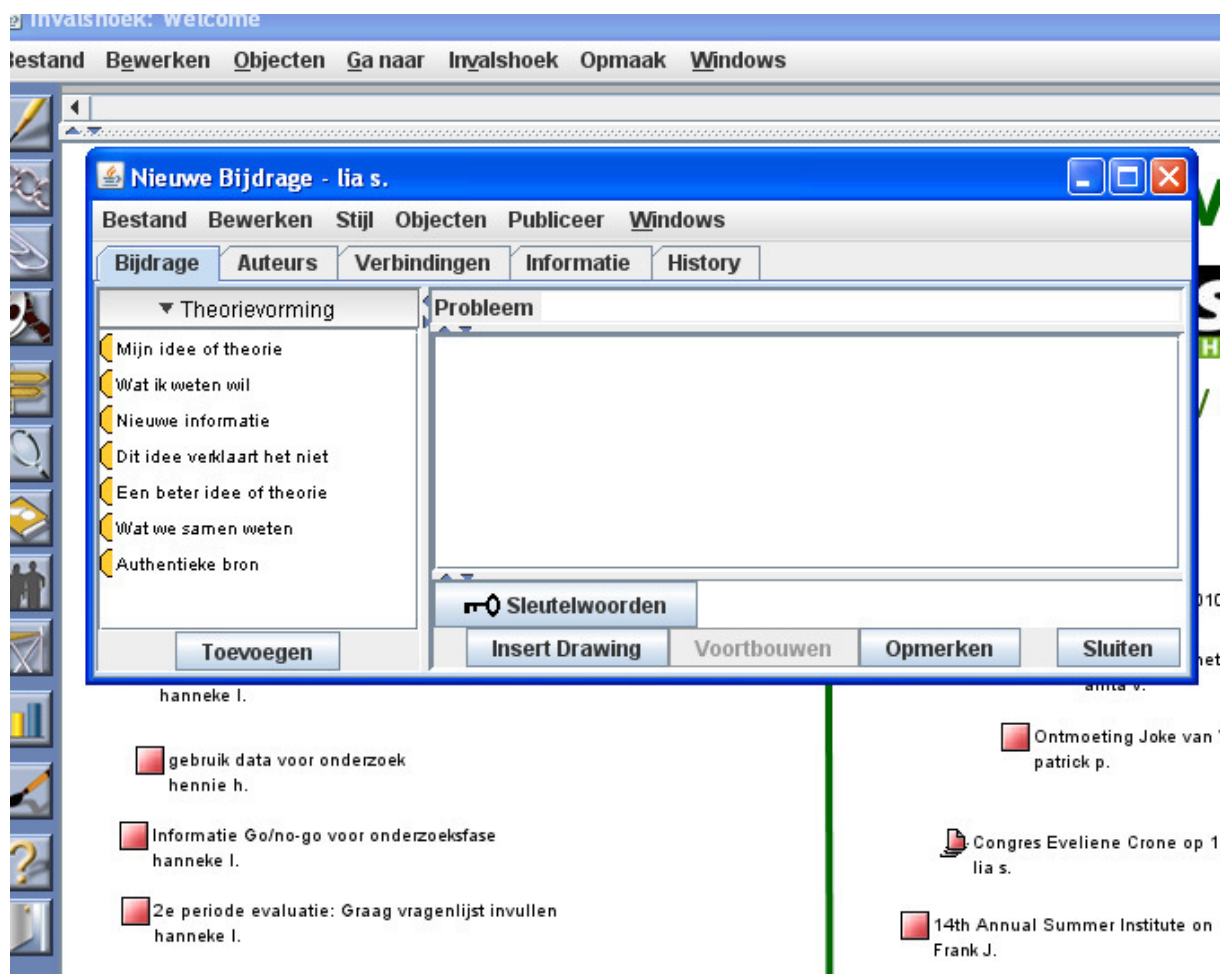 Invalshoek: Welcome
Bestand Bewerken Objecten Ga naar Invalshoek Opmaak Windows
Nieuwe Bijdrage - lia s.
Bestand Bewerken Stijl Objecten Publiceer Windows
Bijdrage Auteurs Verbindingen Informatie History
Theorievorming
Probleem
Mijn idee of theorie
Wat ik weten wil
Nieuwe informatie
Dit idee verklaart het niet
Een beter idee of theorie
Wat we samen weten
Authentieke bron
Sleutelwoorden
Toevoegen
Insert Drawing Voortbouwen Opmerken Sluiten
hanneke l.
anita v.
gebruik data voor onderzoek
hennie h.
Ontmoeting Joke van
patrick p.
Informatie Go/no-go voor onderzoeksfase
hanneke l.
Congres Eveliene Crone op 1
lia s.
2e periode evaluatie: Graag vragenlijst invullen
hanneke l.
14th Annual Summer Institute on
Frank J.